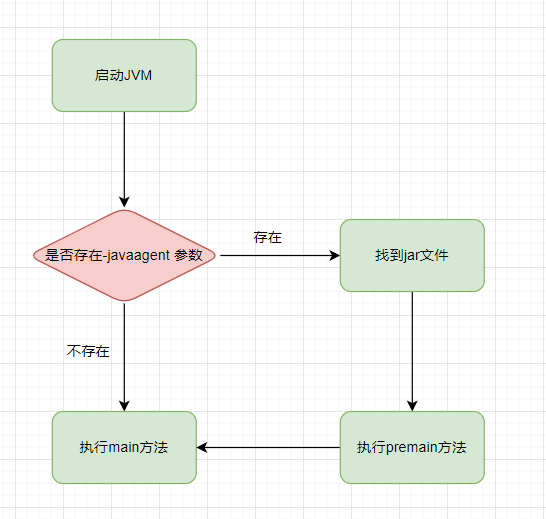 启动JVM
是否存在-javaagent 参数
存在
找到jar文件
不存在
执行main方法
执行premain方法